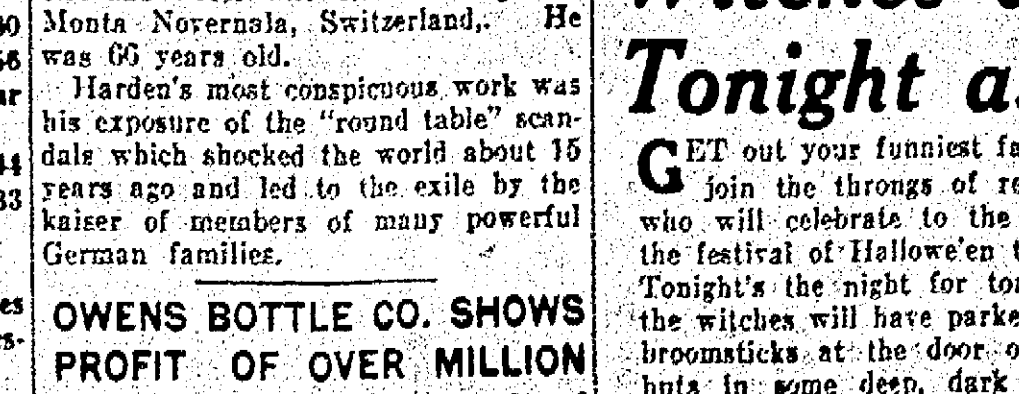 Monta Novernala, Switzerland,. He
was 66 years old.
Harden's most conspicuous work was
his exposure of the "round table" scan-
dals which shocked the world about 15
years ago and led to the exile by the
kaiser of members of many powerful
German families.
OWENS BOTTLE CO. SHOWS
PROFIT OF OVER MILLION
Tonight
GET out your funniest
join the throngs of
who will celebrate to the
the festival of Hallowe'en
Tonight's the night for
the witches will have
broomsticks at the door
huts in some deep, dark